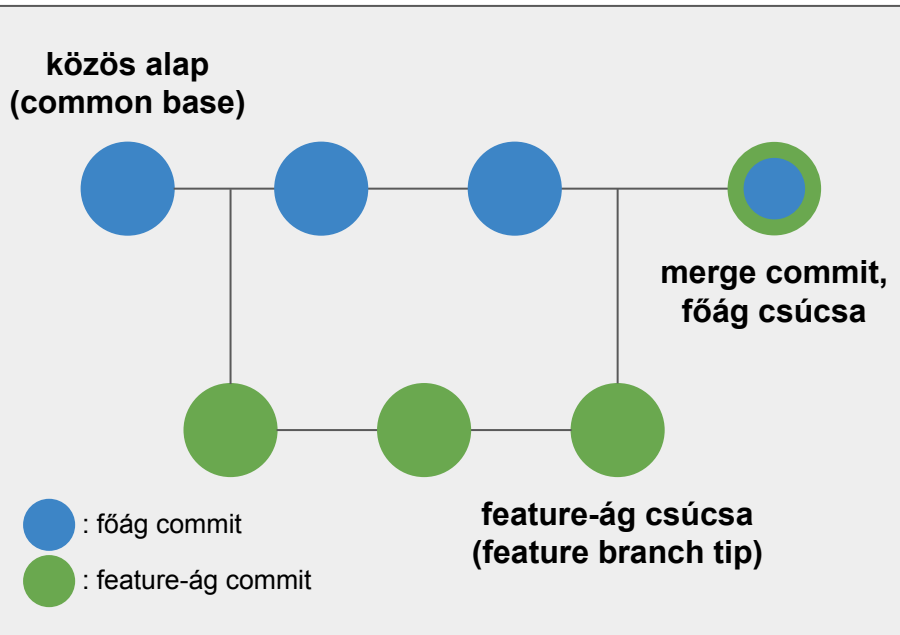 közös alap
(common base)
merge commit,
főág csúcsa
feature-ág csúcsa
(feature branch tip)
: főág commit
: feature-ág commit